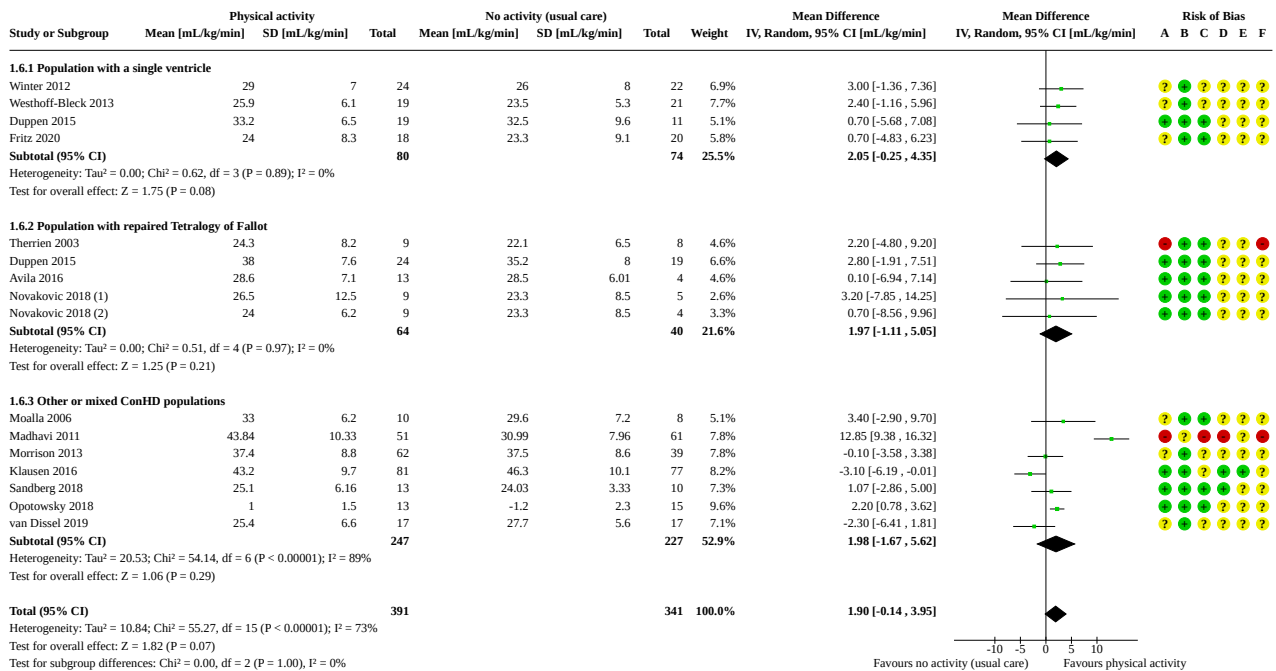 Physical activity No activity (usual care) Mean Difference Mean Difference Risk of Bias
Study or Subgroup Mean [mL/kg/min] SD [mL/kg/min] Total Mean [mL/kg/min] SD [mL/kg/min] Total Weight IV, Random, 95% CI [mL/kg/min] IV, Random, 95% CI [mL/kg/min] A B C D E F
1.6.1 Population with a single ventricle
Winter 2012 29 7 24 26 8 22 6.9% 3.00 [-1.36 , 7.36] ? + ? ? ? ?
Westhoff-Bleck 2013 25.9 6.1 19 23.5 5.3 21 7.7% 2.40 [-1.16 , 5.96] ? + ? ? ? ?
Duppen 2015 33.2 6.5 19 32.5 9.6 11 5.1% 0.70 [-5.68 , 7.08] + + + ? ? ?
Fritz 2020 24 8.3 18 23.3 9.1 20 5.8% 0.70 [-4.83 , 6.23] ? + + ? ? ?
Subtotal (95% CI) 80 74 25.5% 2.05 [-0.25 , 4.35]
Heterogeneity: Tau² = 0.00; Chi² = 0.62, df = 3 (P = 0.89); I² = 0%
Test for overall effect: Z = 1.75 (P = 0.08)
1.6.2 Population with repaired Tetralogy of Fallot
Therrien 2003 24.3 8.2 9 22.1 6.5 8 4.6% 2.20 [-4.80 , 9.20] - + + ? ? -
Duppen 2015 38 7.6 24 35.2 8 19 6.6% 2.80 [-1.91 , 7.51] + + + ? ? ?
Avila 2016 28.6 7.1 13 28.5 6.01 4 4.6% 0.10 [-6.94 , 7.14] + + + ? ? ?
Novakovic 2018 (1) 26.5 12.5 9 23.3 8.5 5 2.6% 3.20 [-7.85 , 14.25] + + + ? ? ?
Novakovic 2018 (2) 24 6.2 9 23.3 8.5 4 3.3% 0.70 [-8.56 , 9.96] + + + ? ? ?
Subtotal (95% CI) 64 40 21.6% 1.97 [-1.11 , 5.05]
Heterogeneity: Tau² = 0.00; Chi² = 0.51, df = 4 (P = 0.97); I² = 0%
Test for overall effect: Z = 1.25 (P = 0.21)
1.6.3 Other or mixed ConHD populations
Moalla 2006 33 6.2 10 29.6 7.2 8 5.1% 3.40 [-2.90 , 9.70] ? + + ? ? ?
Madhavi 2011 43.84 10.33 51 30.99 7.96 61 7.8% 12.85 [9.38 , 16.32] - ? - - ? -
Morrison 2013 37.4 8.8 62 37.5 8.6 39 7.8% -0.10 [-3.58 , 3.38] ? + ? ? ? ?
Klausen 2016 43.2 9.7 81 46.3 10.1 77 8.0% -3.10 [-6.19 , -0.01] + + ? + + ?
Sandberg 2018 25.1 6.16 13 24.03 3.33 10 7.3% 1.07 [-2.86 , 5.00] + + + + ? ?
Opotowsky 2018 1 1.5 13 -1.2 2.3 15 9.6% 2.20 [0.78 , 3.62] + + + ? ? ?
van Dissel 2019 25.4 6.6 17 27.7 5.6 17 7.1% -2.30 [-6.41 , 1.81] ? + ? ? ? ?
Subtotal (95% CI) 247 227 52.9% 1.98 [-1.67 , 5.62]
Heterogeneity: Tau² = 20.53; Chi² = 54.14, df = 6 (P < 0.00001); I² = 89%
Test for overall effect: Z = 1.06 (P = 0.29)
Total (95% CI) 391 341 100.0% 1.90 [-0.14 , 3.95]
Heterogeneity: Tau² = 10.84; Chi² = 55.27, df = 15 (P < 0.00001); I² = 73%
Test for overall effect: Z = 1.82 (P = 0.07) -10 -5 0 5 10
Test for subgroup differences: Chi² = 0.00, df = 2 (P = 1.00), I² = 0% Favours no activity (usual care) Favours physical activity